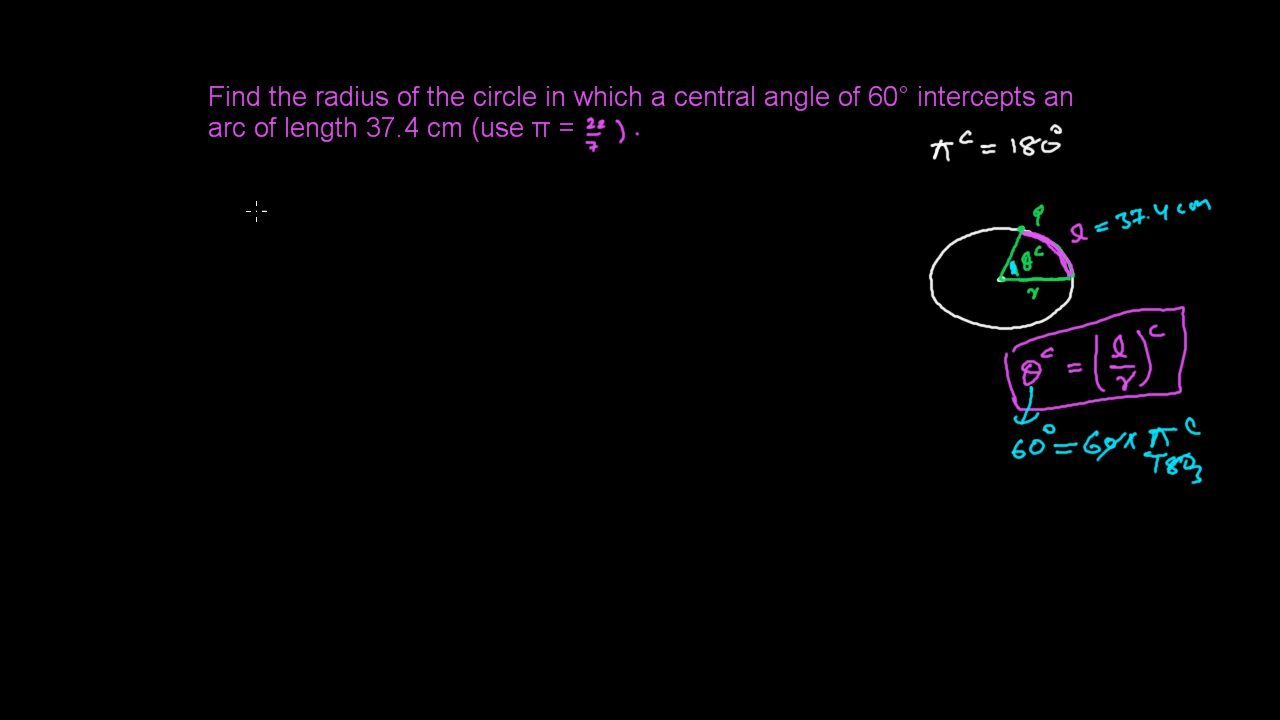 Find the radius of the circle in which a central angle of 60° intercepts an
arc of length 37.4 cm (use π = 22/7 ) .
π^c = 180°
l = 37.4 cm
θ^c
r
θ^c = (l/r)^c
60° = 60 x π^c/180 3